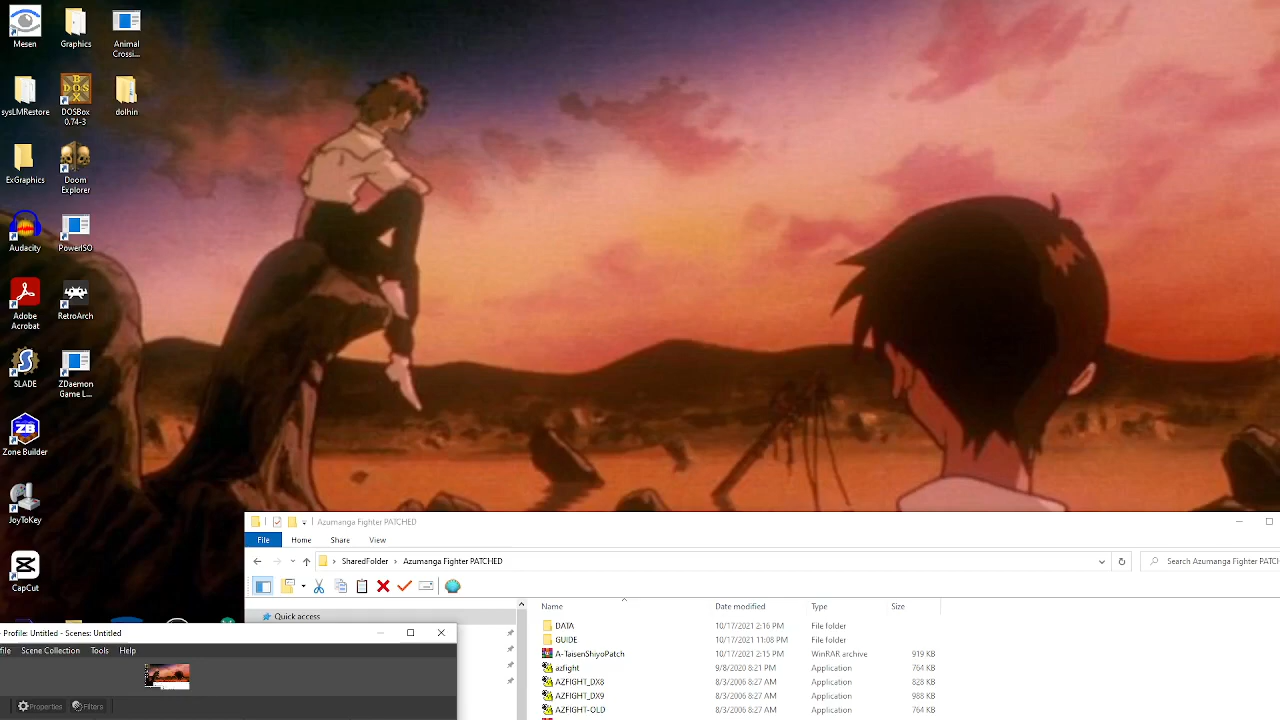 Mesen
Graphics
Animal
Crossi...
sysLMRestore
DOSBox
0.74-3
dolhin
ExGraphics
Doom
Explorer
Audacity
PowerISO
Adobe
Acrobat
RetroArch
SLADE
ZDaemon
Game L...
Zone Builder
JoyToKey
CapCut
Azumanga Fighter PATCHED
File
Home
Share
View
SharedFolder
Azumanga Fighter PATCHED
Search Azumanga Fighter PATCH
Quick access
Name
Date modified
Type
Size
DATA 10/17/2021 2:16 PM File folder
GUIDE 10/17/2021 11:08 PM File folder
A-TaisenShiyoPatch 10/17/2021 2:15 PM WinRAR archive 919 KB
azfight 9/8/2020 8:21 PM Application 764 KB
AZFIGHT_DX8 8/3/2006 8:27 AM Application 828 KB
AZFIGHT_DX9 8/3/2006 8:27 AM Application 988 KB
AZFIGHT-OLD 8/3/2006 8:27 AM Application 764 KB
Profile: Untitled - Scenes: Untitled
file
Scene Collection
Tools
Help
Properties
Filters